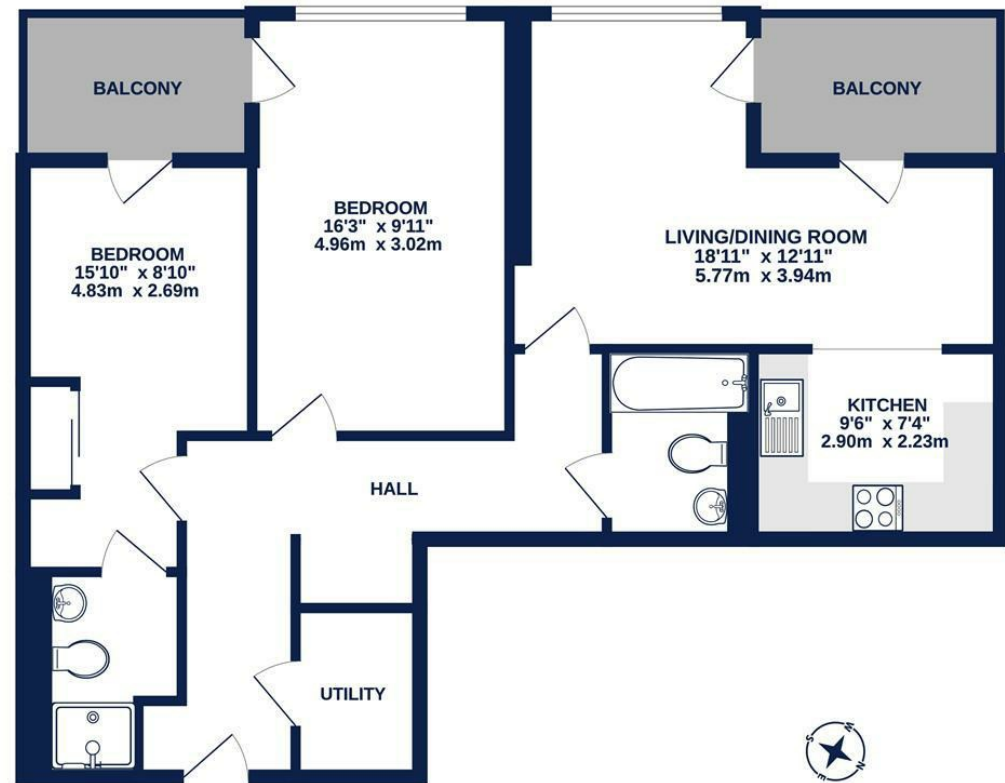 BALCONY
BALCONY
BEDROOM
16'3" x 9'11"
4.96m x 3.02m
BEDROOM
15'10" x 8'10"
4.83m x 2.69m
LIVING/DINING ROOM
18'11" x 12'11"
5.77m x 3.94m
KITCHEN
9'6" x 7'4"
2.90m x 2.23m
HALL
UTILITY
W
S
N
E